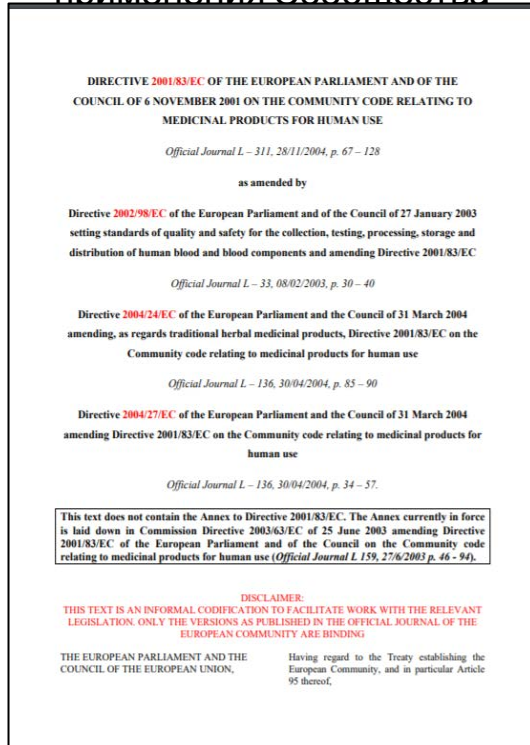 DIRECTIVE 2001/83/EC OF THE EUROPEAN PARLIAMENT AND OF THE
COUNCIL OF 6 NOVEMBER 2001 ON THE COMMUNITY CODE RELATING TO
MEDICINAL PRODUCTS FOR HUMAN USE
Official Journal L – 311, 28/11/2004, p. 67 – 128
as amended by
Directive 2002/98/EC of the European Parliament and of the Council of 27 January 2003
setting standards of quality and safety for the collection, testing, processing, storage and
distribution of human blood and blood components and amending Directive 2001/83/EC
Official Journal L – 33, 08/02/2003, p. 30 – 40
Directive 2004/24/EC of the European Parliament and the Council of 31 March 2004
amending, as regards traditional herbal medicinal products, Directive 2001/83/EC on the
Community code relating to medicinal products for human use
Official Journal L – 136, 30/04/2004, p. 85 – 90
Directive 2004/27/EC of the European Parliament and the Council of 31 March 2004
amending Directive 2001/83/EC on the Community code relating to medicinal products for
human use
Official Journal L – 136, 30/04/2004, p. 34 – 57.
This text does not contain the Annex to Directive 2001/83/EC. The Annex currently in force
is laid down in Commission Directive 2003/63/EC of 25 June 2003 amending Directive
2001/83/EC of the European Parliament and of the Council on the Community code
relating to medicinal products for human use (Official Journal L 159, 27/6/2003 p. 46 - 94).
DISCLAIMER:
THIS TEXT IS AN INFORMAL CODIFICATION TO FACILITATE WORK WITH THE RELEVANT
LEGISLATION. ONLY THE VERSIONS AS PUBLISHED IN THE OFFICIAL JOURNAL OF THE
EUROPEAN COMMUNITY ARE BINDING
THE EUROPEAN PARLIAMENT AND THE
COUNCIL OF THE EUROPEAN UNION,
Having regard to the Treaty establishing the
European Community, and in particular Article
95 thereof,